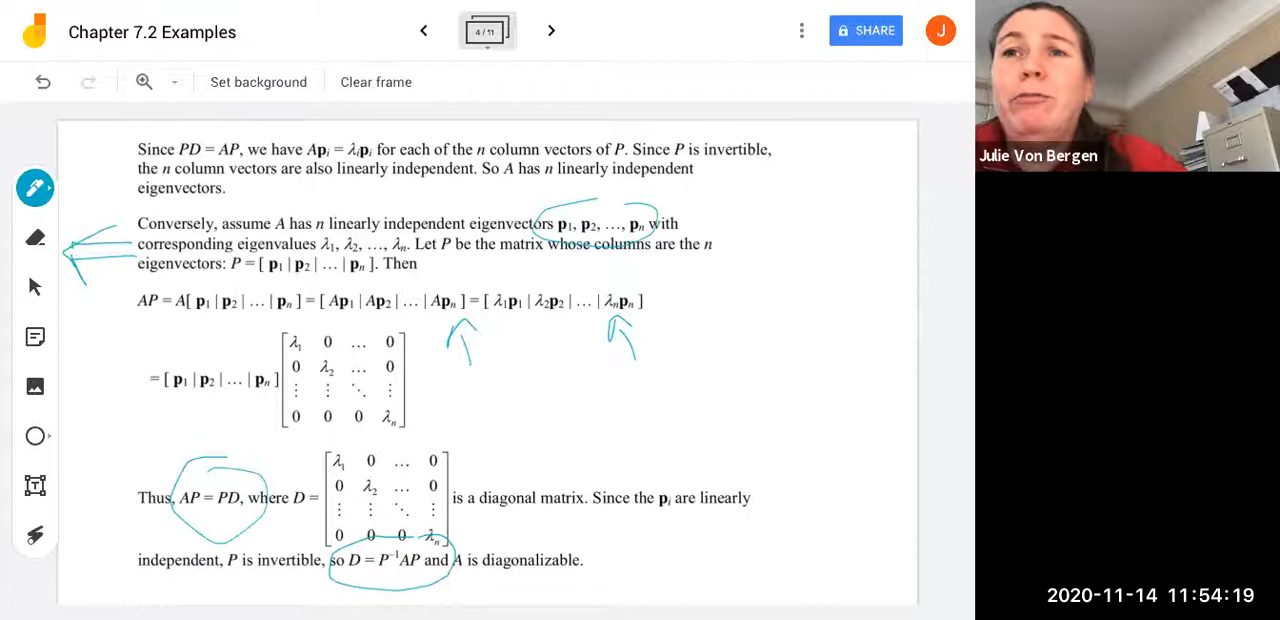 Chapter 7.2 Examples
4 / 11
SHARE
J
Set background
Clear frame
Julie Von Bergen
Since PD = AP, we have Apᵢ = λᵢpᵢ for each of the n column vectors of P. Since P is invertible,
the n column vectors are also linearly independent. So A has n linearly independent
eigenvectors.
Conversely, assume A has n linearly independent eigenvectors p₁, p₂, …, pₙ with
corresponding eigenvalues λ₁, λ₂, …, λₙ. Let P be the matrix whose columns are the n
eigenvectors: P = [ p₁ | p₂ | … | pₙ ]. Then
AP = A[ p₁ | p₂ | … | pₙ ] = [ Ap₁ | Ap₂ | … | Apₙ ] = [ λ₁p₁ | λ₂p₂ | … | λₙpₙ ]
λ₁ 0 … 0
0 λ₂ … 0
= [ p₁ | p₂ | … | pₙ ]
⋮ ⋮ ⋱ ⋮
0 0 0 λₙ
λ₁ 0 … 0
0 λ₂ … 0
Thus, AP = PD, where D = is a diagonal matrix. Since the pᵢ are linearly
⋮ ⋮ ⋱ ⋮
0 0 0 λₙ
independent, P is invertible, so D = P⁻¹AP and A is diagonalizable.
2020-11-14 11:54:19